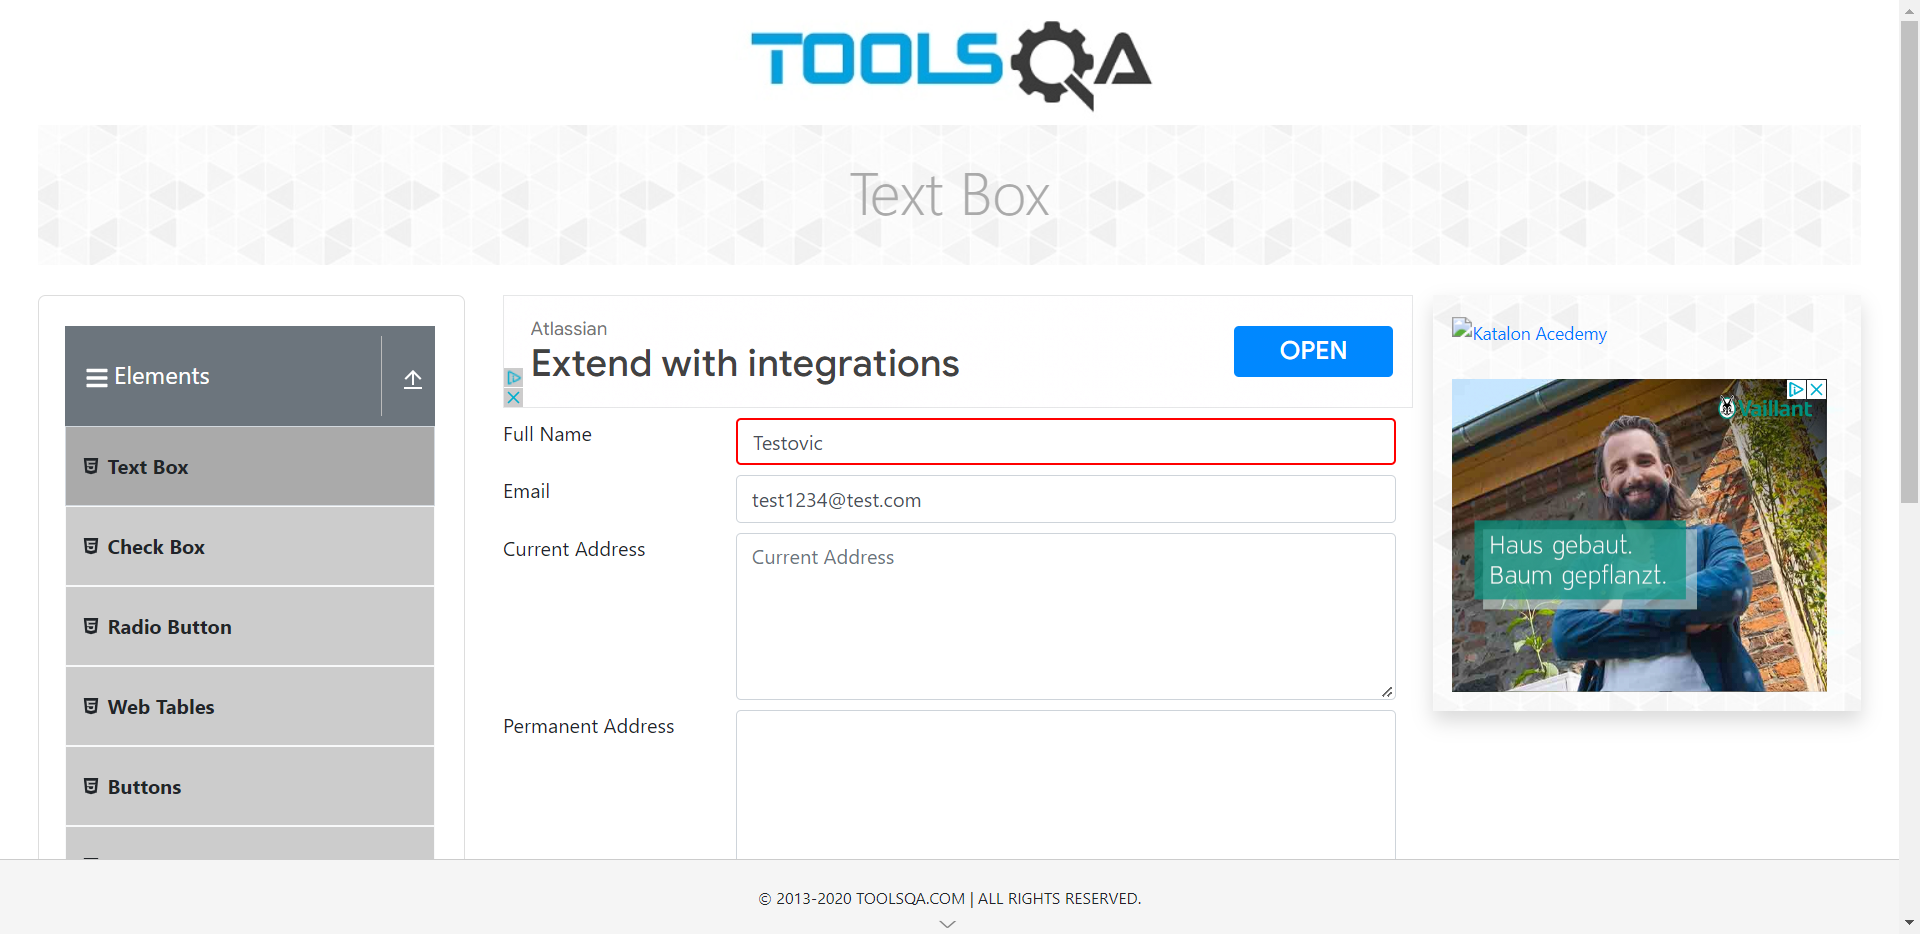 TOOLSQA
Text Box
Elements
Text Box
Check Box
Radio Button
Web Tables
Buttons
Atlassian
Extend with integrations
OPEN
Full Name
Testovic
Email
test1234@test.com
Current Address
Current Address
Permanent Address
Katalon Acedemy
Vaillant
Haus gebaut.
Baum gepflanzt.
© 2013-2020 TOOLSQA.COM | ALL RIGHTS RESERVED.